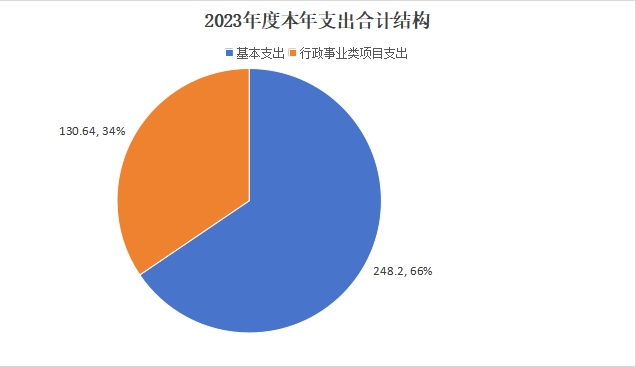 2023年度本年支出合计结构
基本支出 行政事业类项目支出
130.64, 34%
248.2, 66%